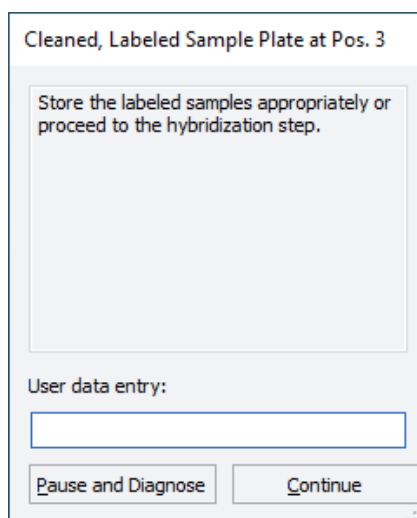 Cleaned, Labeled Sample Plate at Pos. 3
Store the labeled samples appropriately or
proceed to the hybridization step.
User data entry:
Pause and Diagnose
Continue